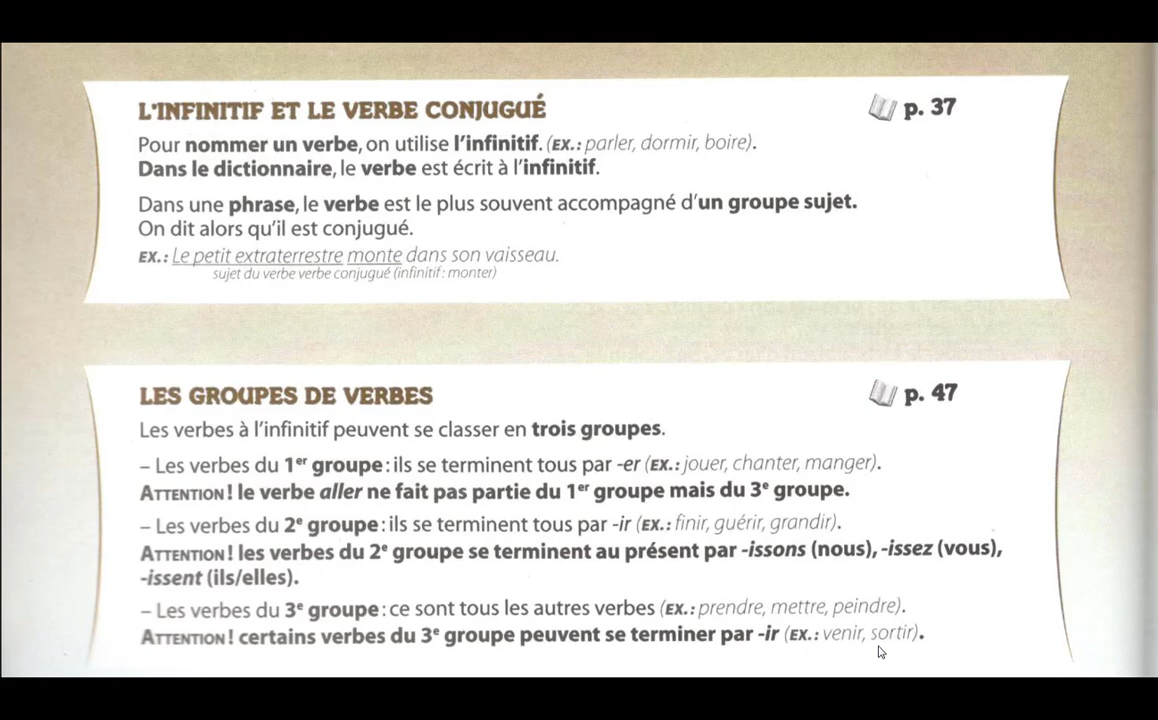 L'INFINITIF ET LE VERBE CONJUGUÉ p. 37
Pour nommer un verbe, on utilise l'infinitif. (EX.: parler, dormir, boire).
Dans le dictionnaire, le verbe est écrit à l'infinitif.
Dans une phrase, le verbe est le plus souvent accompagné d'un groupe sujet.
On dit alors qu'il est conjugué.
EX.: Le petit extraterrestre monte dans son vaisseau.
sujet du verbe verbe conjugué (infinitif: monter)
LES GROUPES DE VERBES p. 47
Les verbes à l'infinitif peuvent se classer en trois groupes.
– Les verbes du 1er groupe: ils se terminent tous par -er (EX.: jouer, chanter, manger).
ATTENTION! le verbe aller ne fait pas partie du 1er groupe mais du 3e groupe.
– Les verbes du 2e groupe: ils se terminent tous par -ir (EX.: finir, guérir, grandir).
ATTENTION! les verbes du 2e groupe se terminent au présent par -issons (nous), -issez (vous),
-issent (ils/elles).
– Les verbes du 3e groupe: ce sont tous les autres verbes (EX.: prendre, mettre, peindre).
ATTENTION! certains verbes du 3e groupe peuvent se terminer par -ir (EX.: venir, sortir).